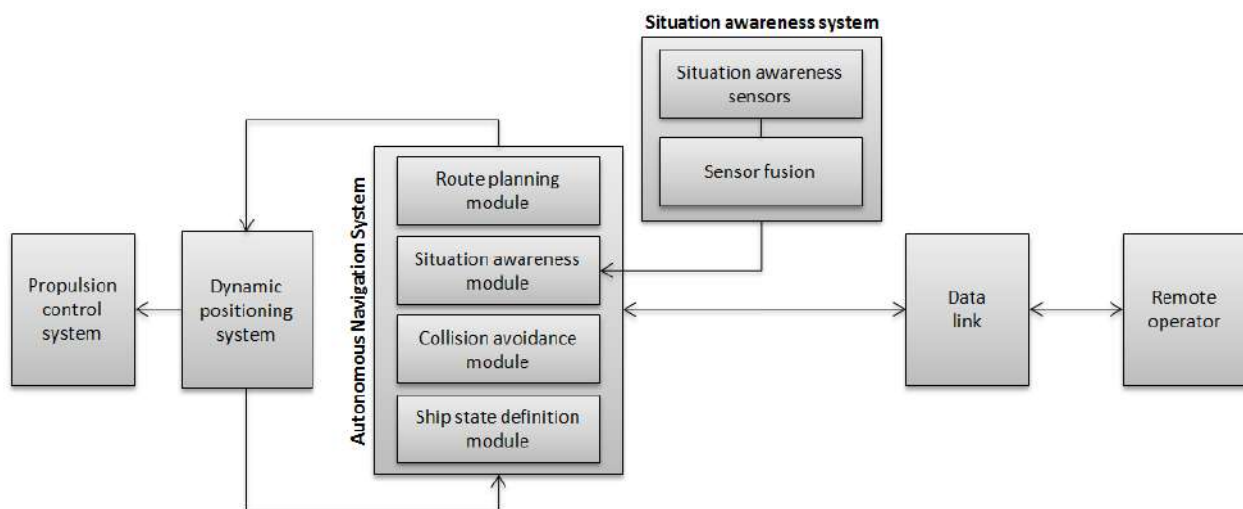 Situation awareness system
Situation awareness
sensors
Sensor fusion
Autonomous Navigation System
Route planning
module
Situation awareness
module
Collision avoidance
module
Ship state definition
module
Propulsion
control
system
Dynamic
positioning
system
Data
link
Remote
operator